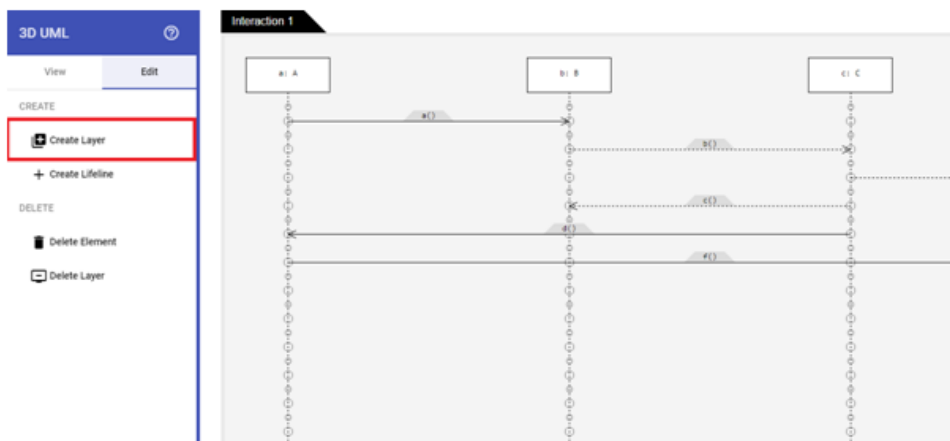 3D UML
View Edit
CREATE
Create Layer
Create Lifeline
DELETE
Delete Element
Delete Layer
Interaction 1
a: A
b: B
c: C
a()
b()
c()
d()
f()